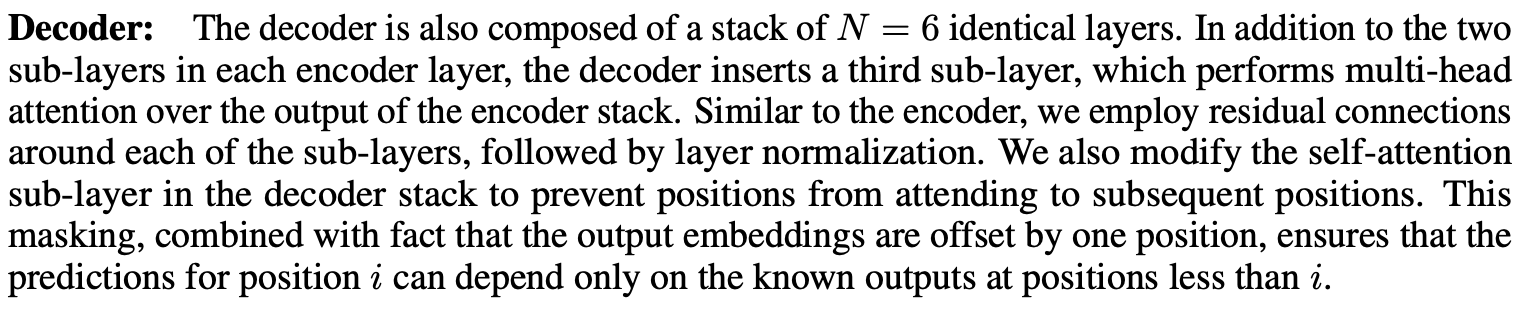 Decoder: The decoder is also composed of a stack of N = 6 identical layers. In addition to the two
sub-layers in each encoder layer, the decoder inserts a third sub-layer, which performs multi-head
attention over the output of the encoder stack. Similar to the encoder, we employ residual connections
around each of the sub-layers, followed by layer normalization. We also modify the self-attention
sub-layer in the decoder stack to prevent positions from attending to subsequent positions. This
masking, combined with fact that the output embeddings are offset by one position, ensures that the
predictions for position i can depend only on the known outputs at positions less than i.